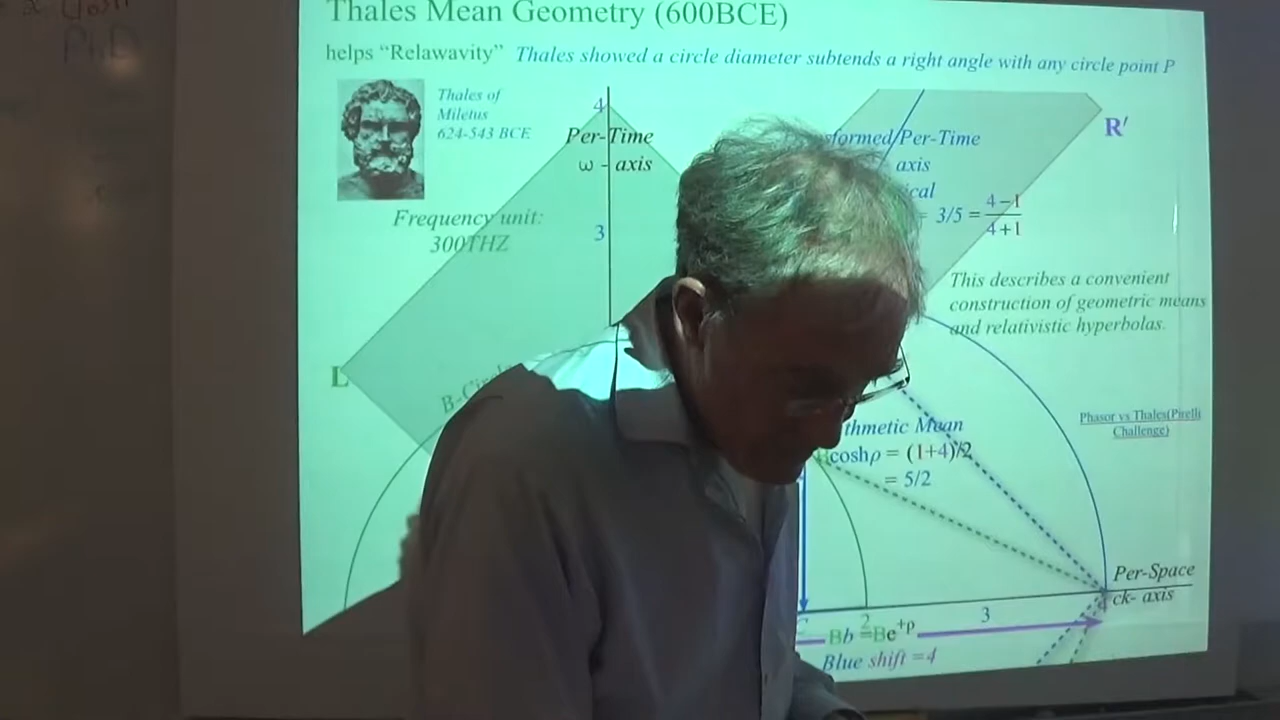 PhD
Thales Mean Geometry (600BCE)
helps “Relawavity” Thales showed a circle diameter subtends a right angle with any circle point P
Thales of
Miletus
624-543 BCE
4
Per-Time
ω - axis
Frequency unit:
300THZ
3
Per-Time
axis
= 3/5 = 4−1 / 4+1
R′
This describes a convenient
construction of geometric means
and relativistic hyperbolas.
L
Mean
coshρ = (1+4)/2
= 5/2
Phasor vs Thales(Pirelli
Challenge)
Per-Space
ck- axis
2
3
4
Bb =Be+ρ
Blue shift =4